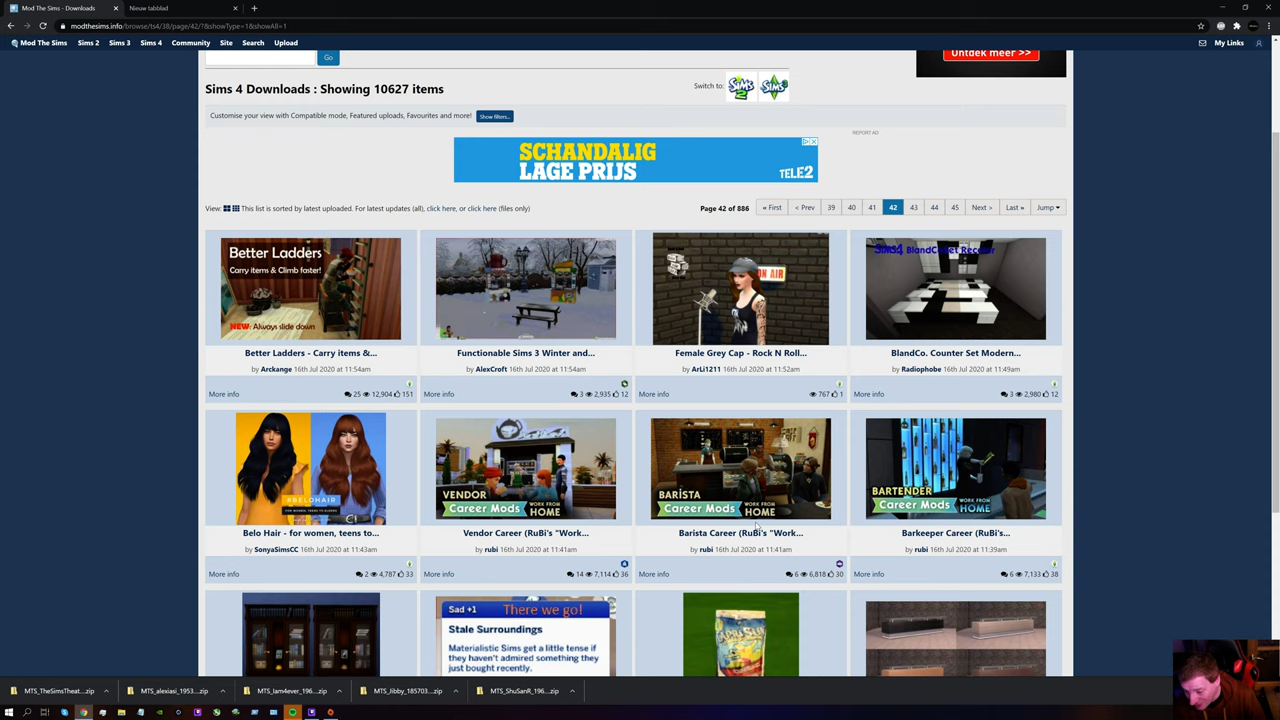 Mod The Sims - Downloads
Nieuw tabblad
modthesims.info/browse/ts4/38/page/42/?&showType=1&showAll=1
Mod The Sims Sims 2 Sims 3 Sims 4 Community Site Search Upload My Links
Go
Untdek meer >>
Sims 4 Downloads : Showing 10627 items
Switch to:
Customise your view with Compatible mode, Featured uploads, Favourites and more! Show filters...
REPORT AD
SCHANDALIG
LAGE PRIJS
TELE2
View: This list is sorted by latest uploaded. For latest updates (all), click here, or click here (files only)
Page 42 of 886 « First < Prev 39 40 41 42 43 44 45 Next > Last » Jump
Better Ladders
Carry items & Climb faster!
NEW: Always slide down
ON AIR
Better Ladders - Carry items &...
Functionable Sims 3 Winter and...
Female Grey Cap - Rock N Roll...
BlandCo. Counter Set Modern...
by Arckange 16th Jul 2020 at 11:54am
by AlexCroft 16th Jul 2020 at 11:54am
by ArLi1211 16th Jul 2020 at 11:52am
by Radiophobe 16th Jul 2020 at 11:49am
More info 25 12,904 151
More info 3 2,935 12
More info 767 1
More info 3 2,980 12
#BELOHAIR
VENDOR
Career Mods WORK FROM HOME
BARISTA
Career Mods WORK FROM HOME
BARTENDER
Career Mods WORK FROM HOME
Belo Hair - for women, teens to...
Vendor Career (RuBi's "Work...
Barista Career (RuBi's "Work...
Barkeeper Career (RuBi's...
by SonyaSimsCC 16th Jul 2020 at 11:43am
by rubi 16th Jul 2020 at 11:41am
by rubi 16th Jul 2020 at 11:41am
by rubi 16th Jul 2020 at 11:39am
More info 2 4,787 33
More info 14 7,114 36
More info 6 6,818 30
More info 6 7,133 38
Sad +1 There we go!
Stale Surroundings
Materialistic Sims get a little tense if
they haven't admired something they
just bought recently.
MTS_TheSimsTheat....zip
MTS_alexiasi_1953....zip
MTS_Iam4ever_196....zip
MTS_Jibby_185703....zip
MTS_ShuSanR_196....zip